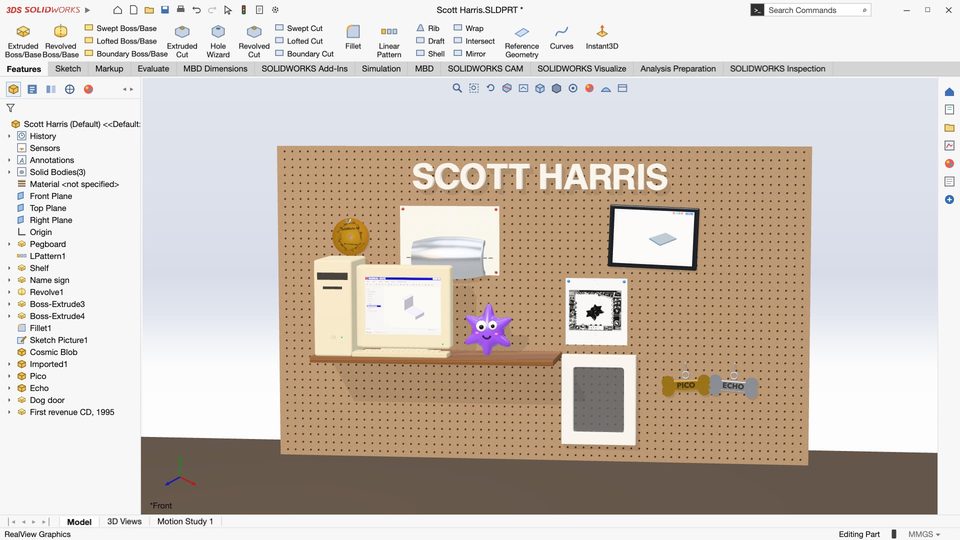 3DS SOLIDWORKS
Scott Harris.SLDPRT *
Search Commands
Extruded Boss/Base
Revolved Boss/Base
Swept Boss/Base
Lofted Boss/Base
Boundary Boss/Base
Extruded Cut
Hole Wizard
Revolved Cut
Swept Cut
Lofted Cut
Boundary Cut
Fillet
Linear Pattern
Rib
Draft
Shell
Wrap
Intersect
Mirror
Reference Geometry
Curves
Instant3D
Features Sketch Markup Evaluate MBD Dimensions SOLIDWORKS Add-Ins Simulation MBD SOLIDWORKS CAM SOLIDWORKS Visualize Analysis Preparation SOLIDWORKS Inspection
Scott Harris (Default) <<Default:
History
Sensors
Annotations
Solid Bodies(3)
Material <not specified>
Front Plane
Top Plane
Right Plane
Origin
Pegboard
LPattern1
Shelf
Name sign
Revolve1
Boss-Extrude3
Boss-Extrude4
Fillet1
Sketch Picture1
Cosmic Blob
Imported1
Pico
Echo
Dog door
First revenue CD, 1995
SCOTT HARRIS
PICO
ECHO
*Front
Model 3D Views Motion Study 1
RealView Graphics
Editing Part
MMGS